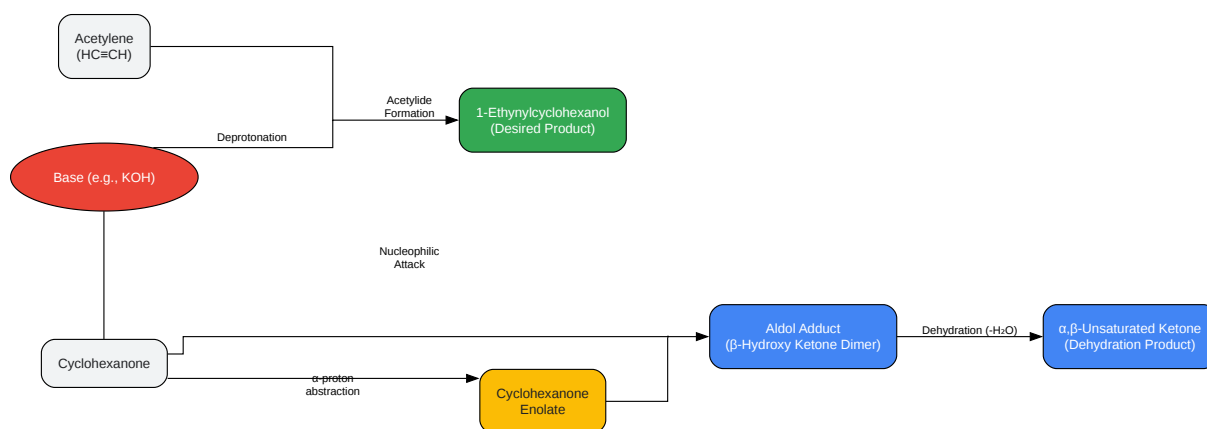 Acetylene
(HC≡CH)
Acetylide
Formation
1-Ethynylcyclohexanol
(Desired Product)
Deprotonation
Base (e.g., KOH)
Nucleophilic
Attack
Aldol Adduct
(β-Hydroxy Ketone Dimer)
Dehydration (-H₂O)
α,β-Unsaturated Ketone
(Dehydration Product)
Cyclohexanone
α-proton
abstraction
Cyclohexanone
Enolate